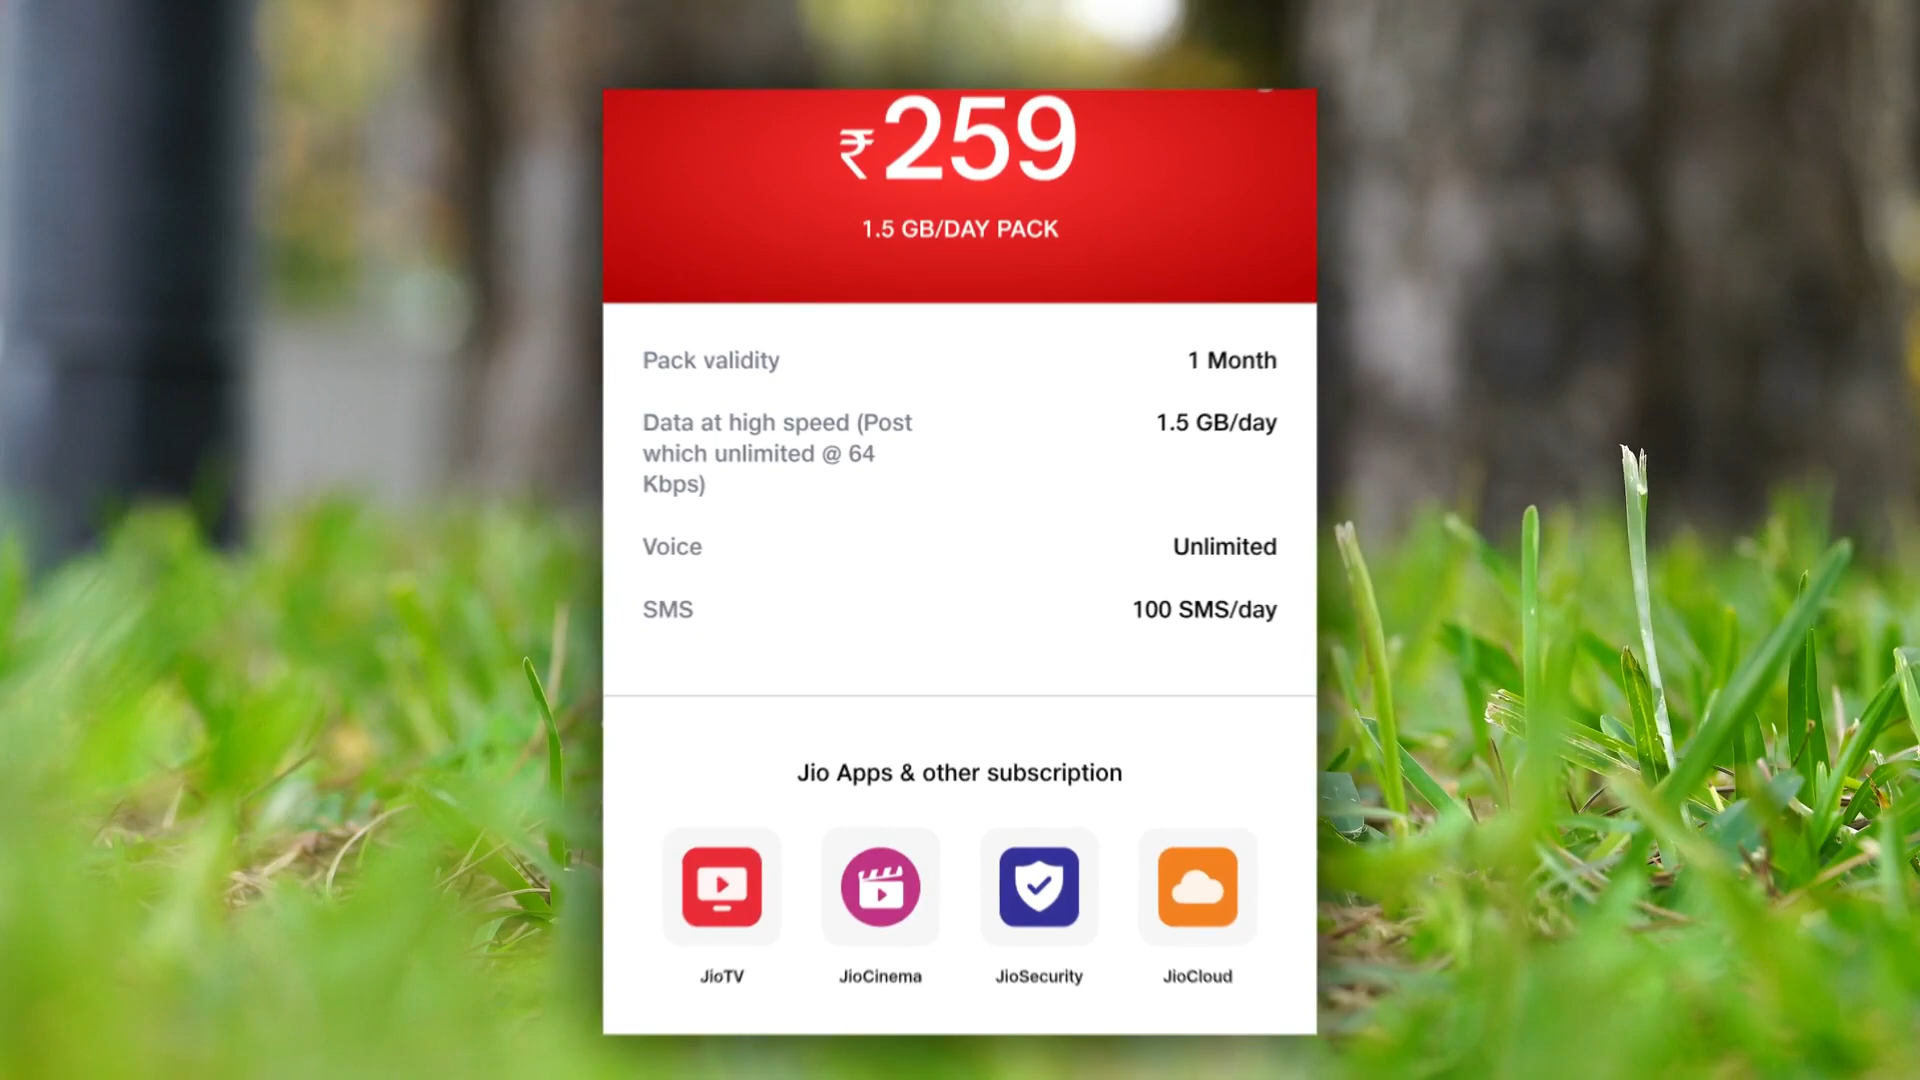 ₹259
1.5 GB/DAY PACK
Pack validity 1 Month
Data at high speed (Post 1.5 GB/day
which unlimited @ 64
Kbps)
Voice Unlimited
SMS 100 SMS/day
Jio Apps & other subscription
JioTV JioCinema JioSecurity JioCloud